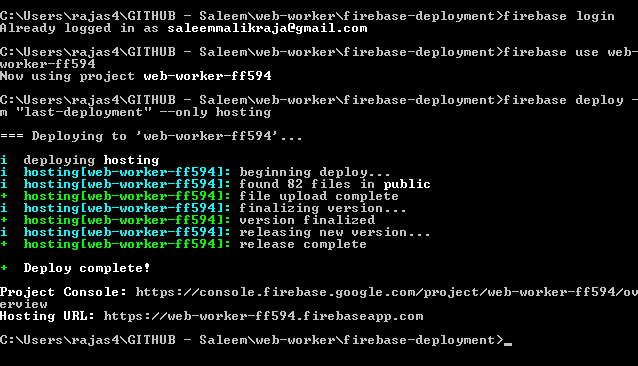 C:\Users\rajas4\GITHUB - Saleem\web-worker\firebase-deployment>firebase login
Already logged in as saleemmalikraja@gmail.com
C:\Users\rajas4\GITHUB - Saleem\web-worker\firebase-deployment>firebase use web-
worker-ff594
Now using project web-worker-ff594
C:\Users\rajas4\GITHUB - Saleem\web-worker\firebase-deployment>firebase deploy -
m "last-deployment" --only hosting
=== Deploying to 'web-worker-ff594'...
i  deploying hosting
i  hosting[web-worker-ff594]: beginning deploy...
i  hosting[web-worker-ff594]: found 82 files in public
+  hosting[web-worker-ff594]: file upload complete
i  hosting[web-worker-ff594]: finalizing version...
+  hosting[web-worker-ff594]: version finalized
i  hosting[web-worker-ff594]: releasing new version...
+  hosting[web-worker-ff594]: release complete
+  Deploy complete!
Project Console: https://console.firebase.google.com/project/web-worker-ff594/ov
erview
Hosting URL: https://web-worker-ff594.firebaseapp.com
C:\Users\rajas4\GITHUB - Saleem\web-worker\firebase-deployment>_